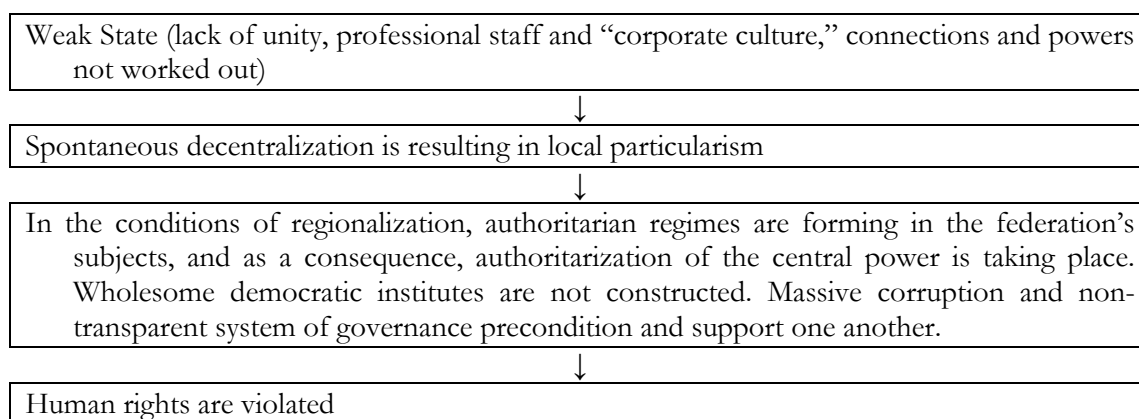 Weak State (lack of unity, professional staff and “corporate culture,” connections and powers
not worked out)
↓
Spontaneous decentralization is resulting in local particularism
↓
In the conditions of regionalization, authoritarian regimes are forming in the federation’s
subjects, and as a consequence, authoritarization of the central power is taking place.
Wholesome democratic institutes are not constructed. Massive corruption and non-
transparent system of governance precondition and support one another.
↓
Human rights are violated